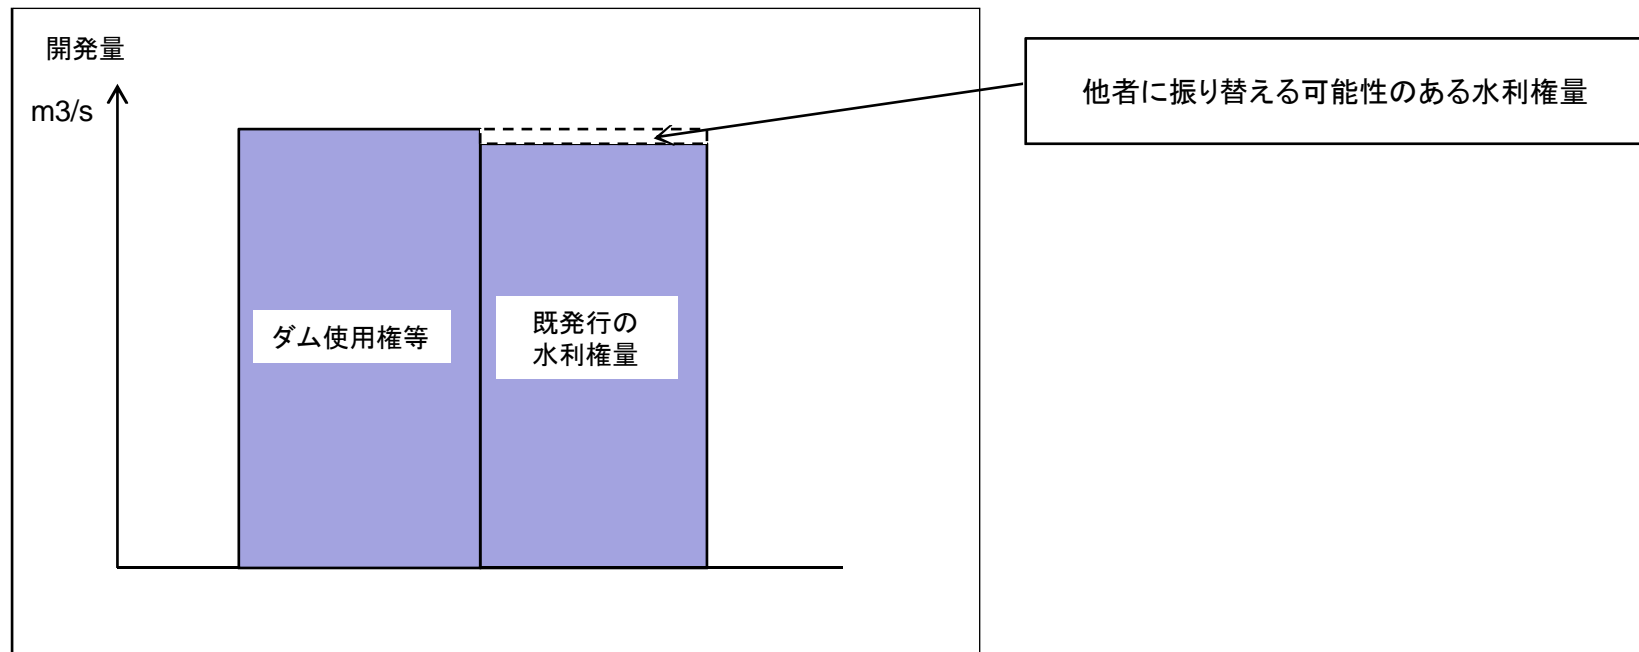 開発量
m3/s
他者に振り替える可能性のある水利権量
ダム使用権等
既発行の
水利権量